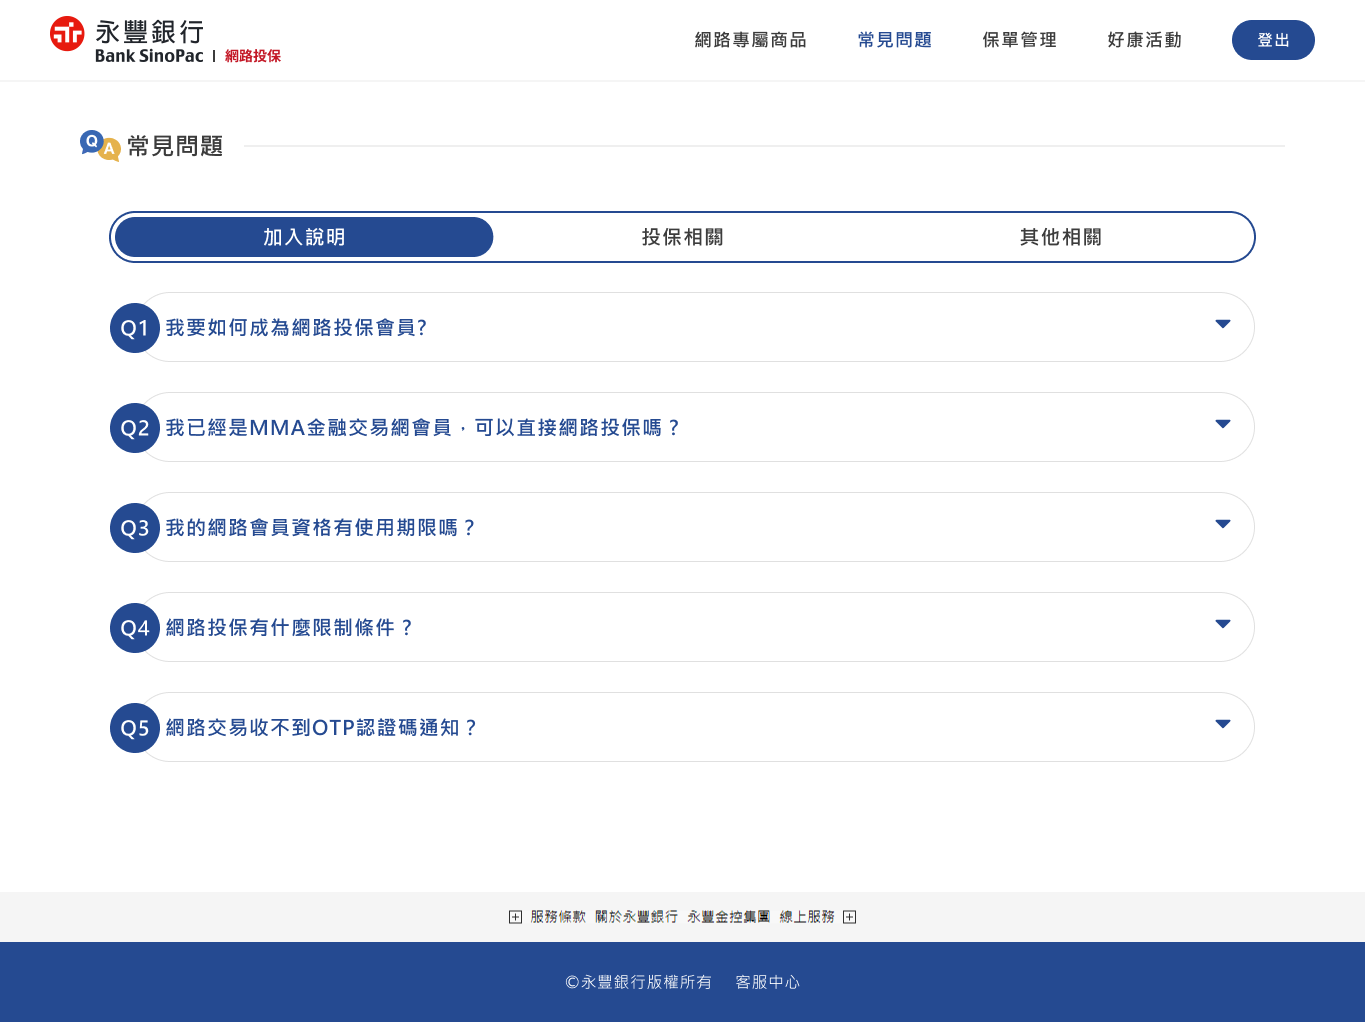 永豐銀行
Bank SinoPac | 網路投保
網路專屬商品 常見問題 保單管理 好康活動 登出
Q A 常見問題
加入說明 投保相關 其他相關
Q1 我要如何成為網路投保會員?
Q2 我已經是MMA金融交易網會員，可以直接網路投保嗎？
Q3 我的網路會員資格有使用期限嗎？
Q4 網路投保有什麼限制條件？
Q5 網路交易收不到OTP認證碼通知？
服務條款 關於永豐銀行 永豐金控集團 線上服務
©永豐銀行版權所有 客服中心